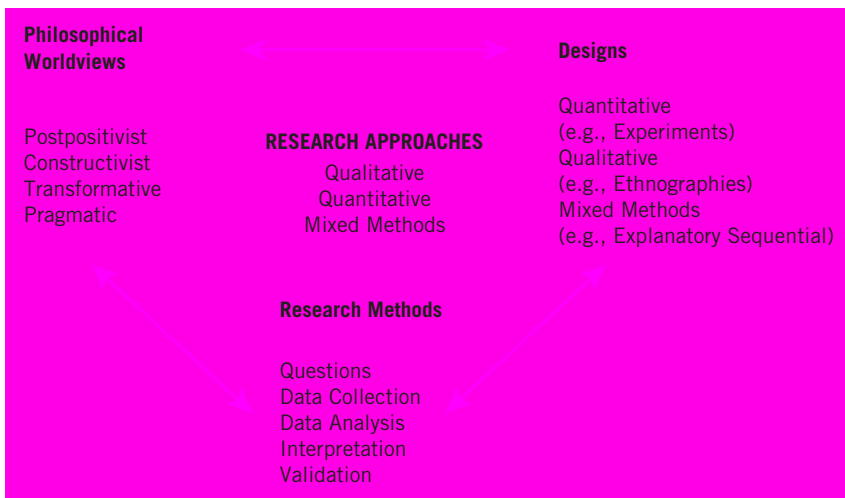 Philosophical
Worldviews
Postpositivist
Constructivist
Transformative
Pragmatic
RESEARCH APPROACHES
Qualitative
Quantitative
Mixed Methods
Designs
Quantitative
(e.g., Experiments)
Qualitative
(e.g., Ethnographies)
Mixed Methods
(e.g., Explanatory Sequential)
Research Methods
Questions
Data Collection
Data Analysis
Interpretation
Validation